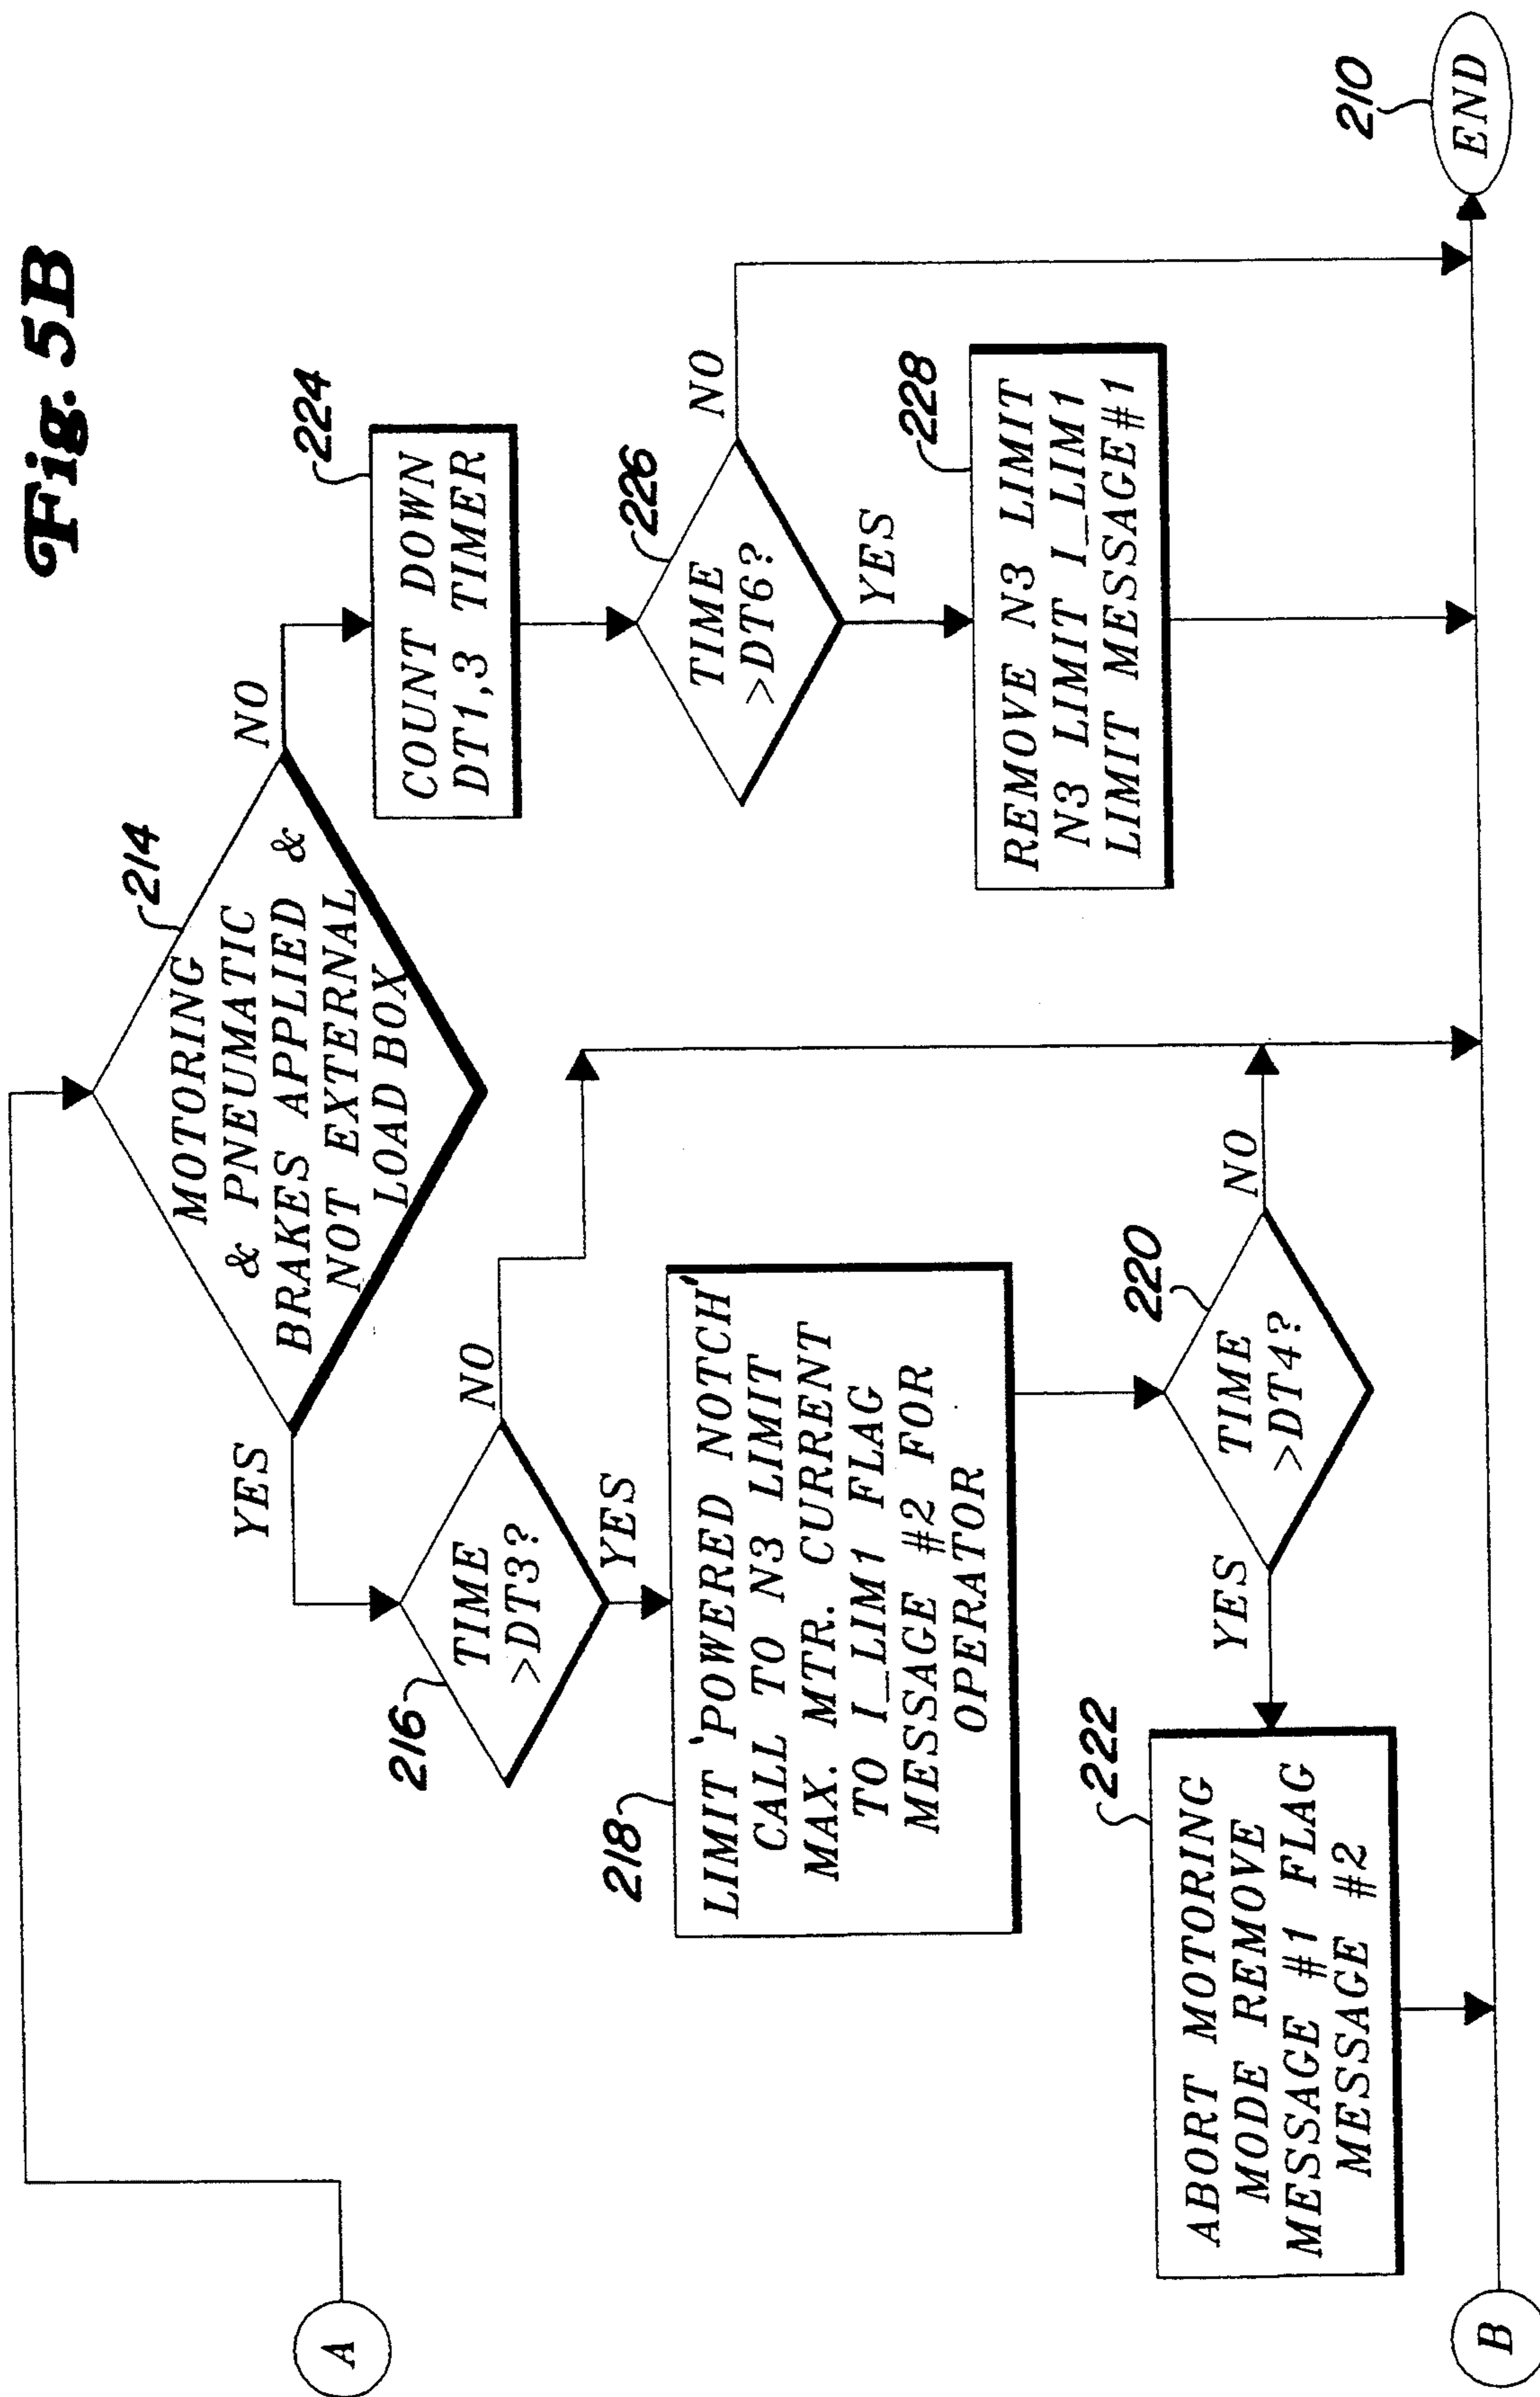 Fig. 5B
A
214
MOTORING
& PNEUMATIC
BRAKES APPLIED &
NOT EXTERNAL
LOAD BOX
YES
NO
216
TIME
>DT3?
NO
YES
218
LIMIT 'POWERED NOTCH'
CALL TO N3 LIMIT
MAX. MTR. CURRENT
TO I_LIM1 FLAG
MESSAGE #2 FOR
OPERATOR
220
TIME
>DT4?
YES
NO
222
ABORT MOTORING
MODE REMOVE
MESSAGE #1 FLAG
MESSAGE #2
224
COUNT DOWN
DT1,3 TIMER
226
TIME
>DT6?
NO
YES
228
REMOVE N3 LIMIT
N3 LIMIT I_LIM1
LIMIT MESSAGE#1
B
210
END